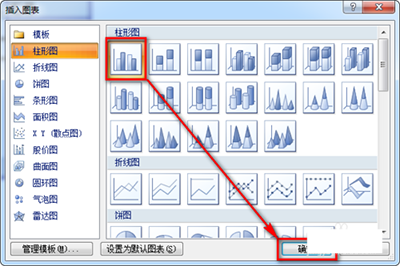 插入图表
模板
柱形图
折线图
饼图
条形图
面积图
X Y (散点图)
股价图
曲面图
圆环图
气泡图
雷达图
柱形图
折线图
饼图
管理模板(M)...
设置为默认图表(S)
确